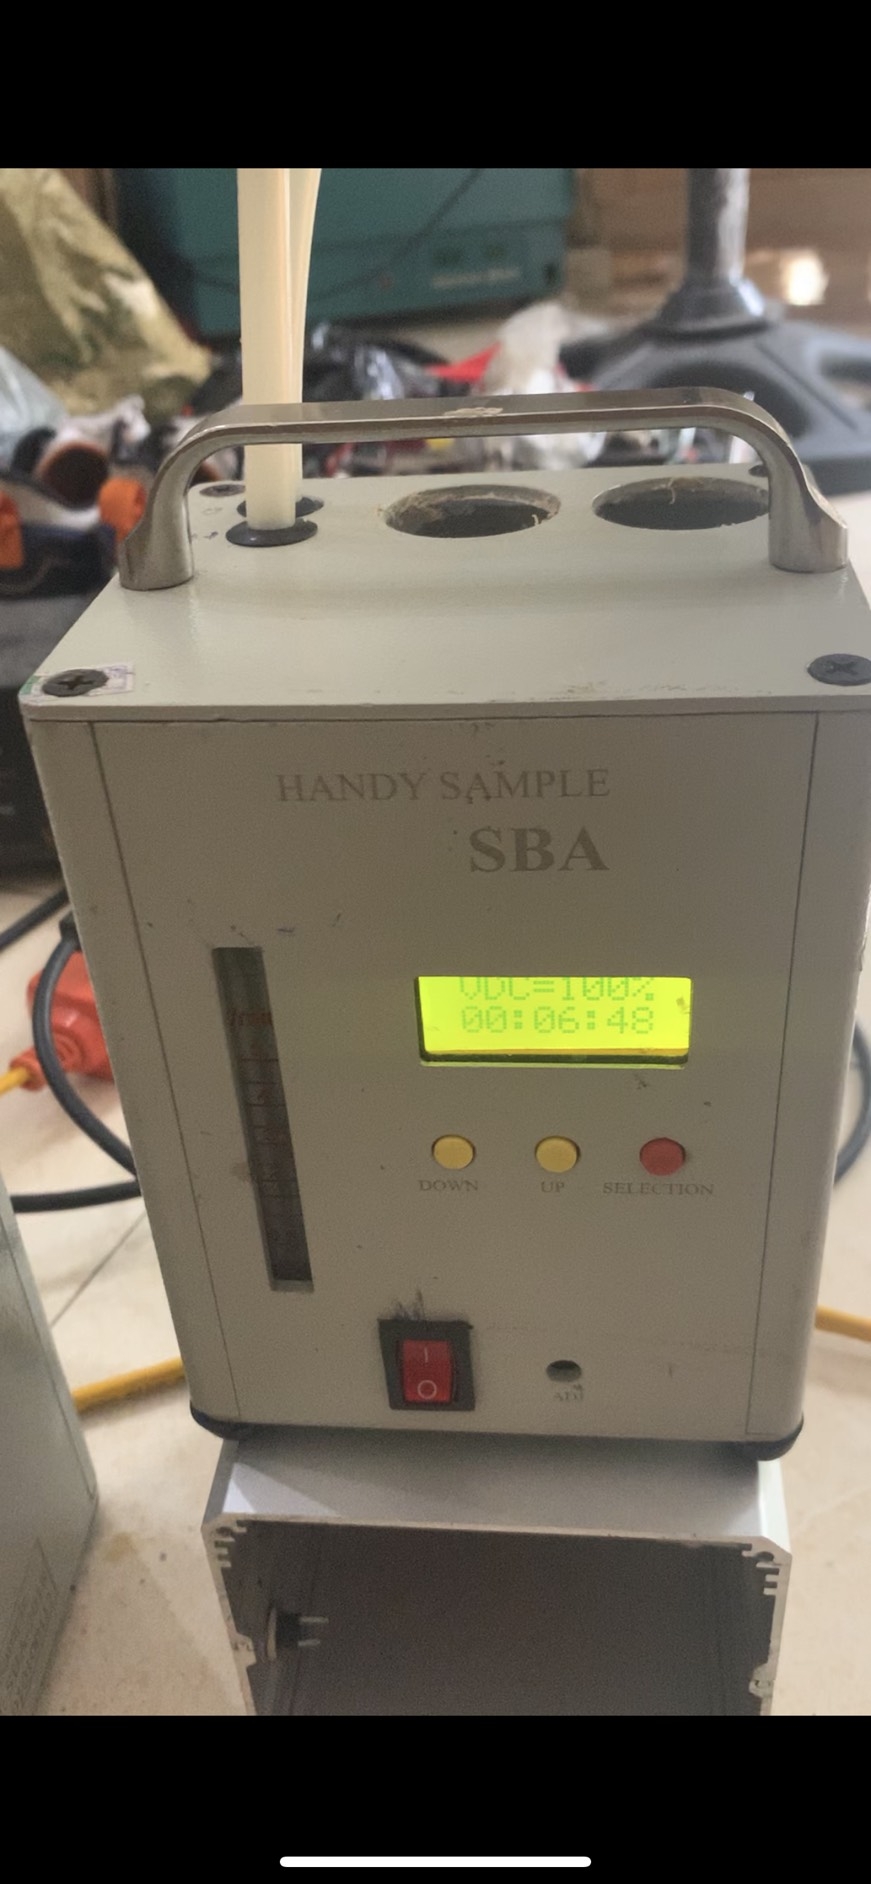 HANDY SAMPLE
SBA
VDC=100%
00:06:48
DOWN
UP
SELECTION
I
O
ADJ